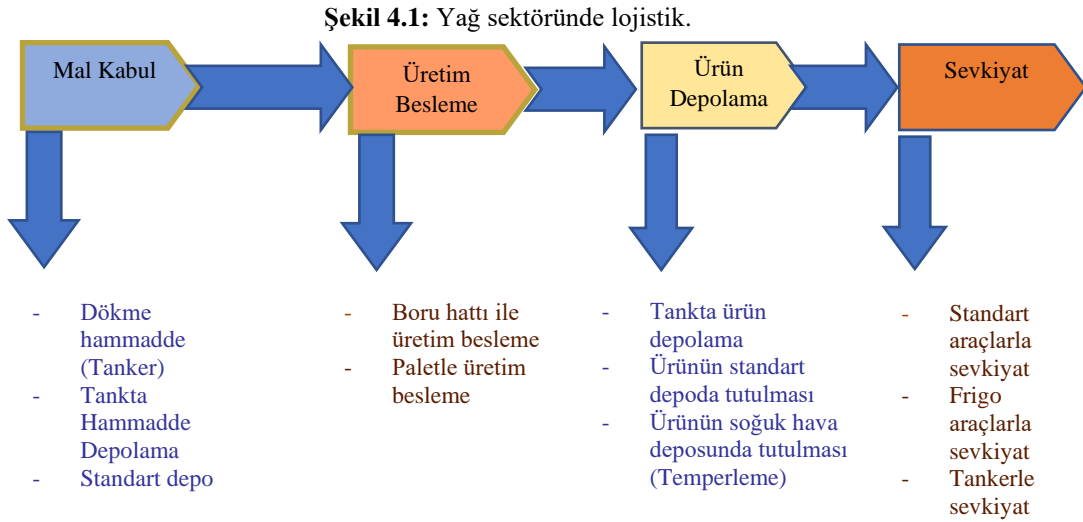 Şekil 4.1: Yağ sektöründe lojistik.
Mal Kabul
Üretim
Besleme
Ürün
Depolama
Sevkiyat
- Dökme
hammadde
(Tanker)
- Tankta
Hammadde
Depolama
- Standart depo
- Boru hattı ile
üretim besleme
- Paletle üretim
besleme
- Tankta ürün
depolama
- Ürünün standart
depoda tutulması
- Ürünün soğuk hava
deposunda tutulması
(Temperleme)
- Standart
araçlarla
sevkiyat
- Frigo
araçlarla
sevkiyat
- Tankerle
sevkiyat